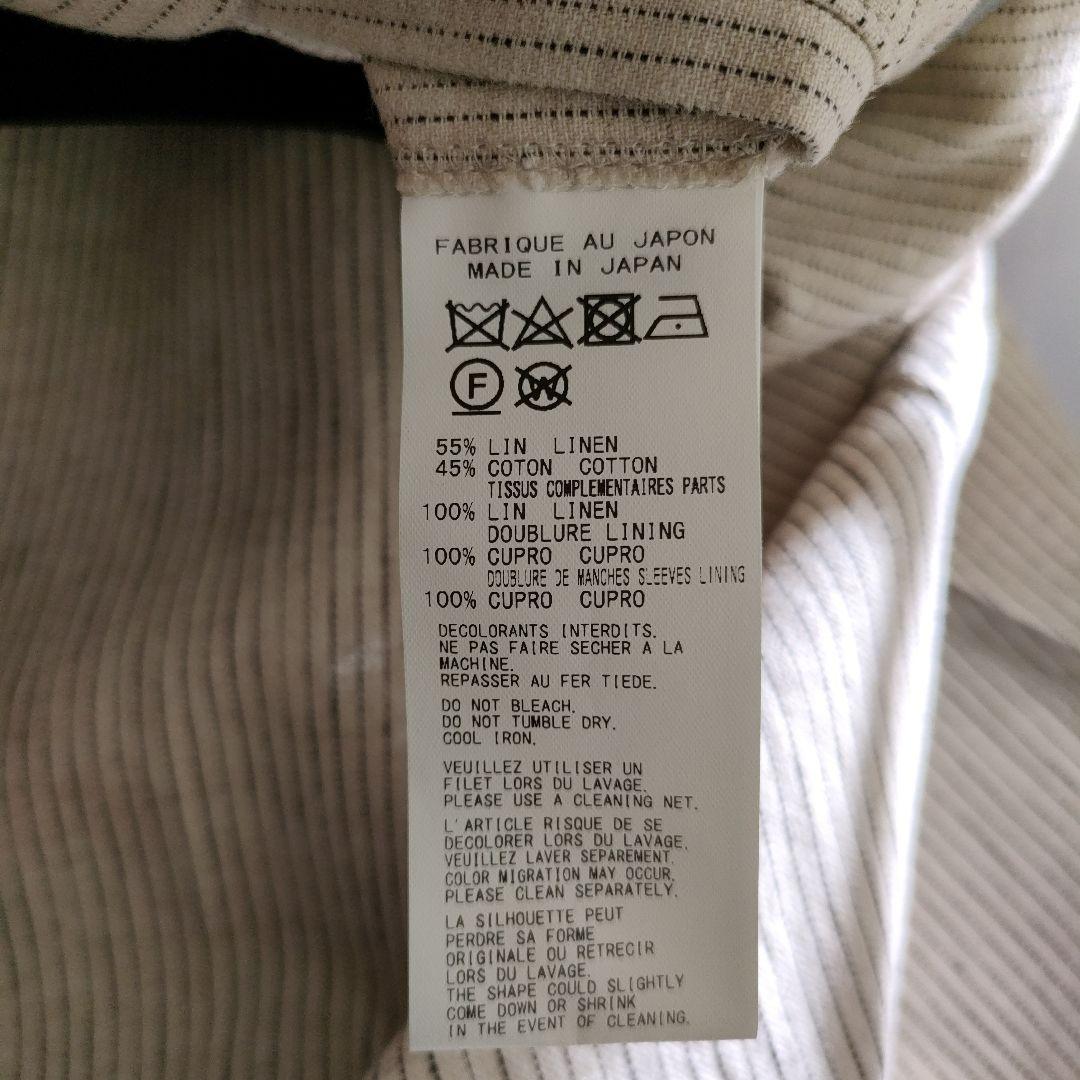 FABRIQUE AU JAPON
MADE IN JAPAN
F W
55% LIN LINEN
45% COTON COTTON
TISSUS COMPLEMENTAIRES PARTS
100% LIN LINEN
DOUBLURE LINING
100% CUPRO CUPRO
DOUBLURE DE MANCHES SLEEVES LINING
100% CUPRO CUPRO
DECOLORANTS INTERDITS.
NE PAS FAIRE SECHER A LA
MACHINE.
REPASSER AU FER TIEDE.
DO NOT BLEACH.
DO NOT TUMBLE DRY.
COOL IRON.
VEUILLEZ UTILISER UN
FILET LORS DU LAVAGE.
PLEASE USE A CLEANING NET.
L'ARTICLE RISQUE DE SE
DECOLORER LORS DU LAVAGE.
VEUILLEZ LAVER SEPAREMENT.
COLOR MIGRATION MAY OCCUR.
PLEASE CLEAN SEPARATELY.
LA SILHOUETTE PEUT
PERDRE SA FORME
ORIGINALE OU RETRECIR
LORS DU LAVAGE.
THE SHAPE COULD SLIGHTLY
COME DOWN OR SHRINK
IN THE EVENT OF CLEANING.